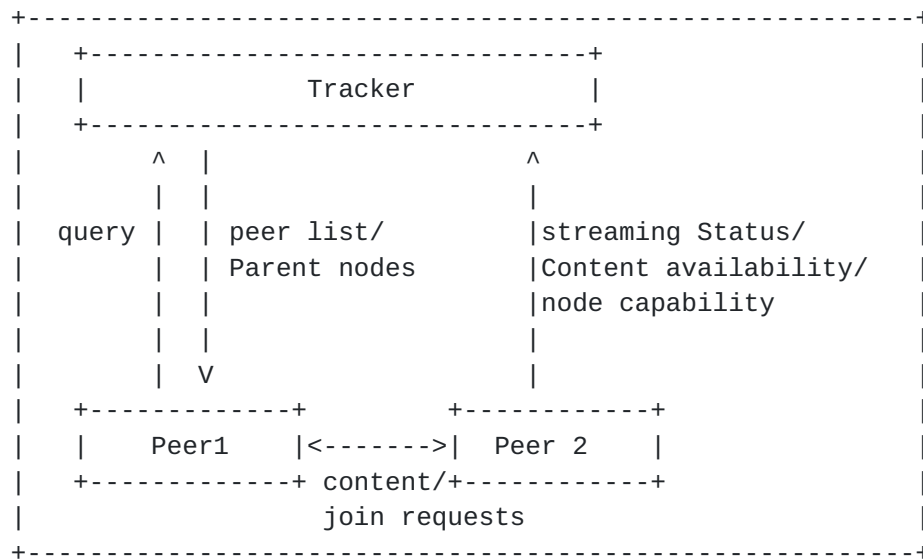 Tracker
query peer list/ streaming Status/
Parent nodes Content availability/
node capability
Peer1 Peer 2
content/
join requests